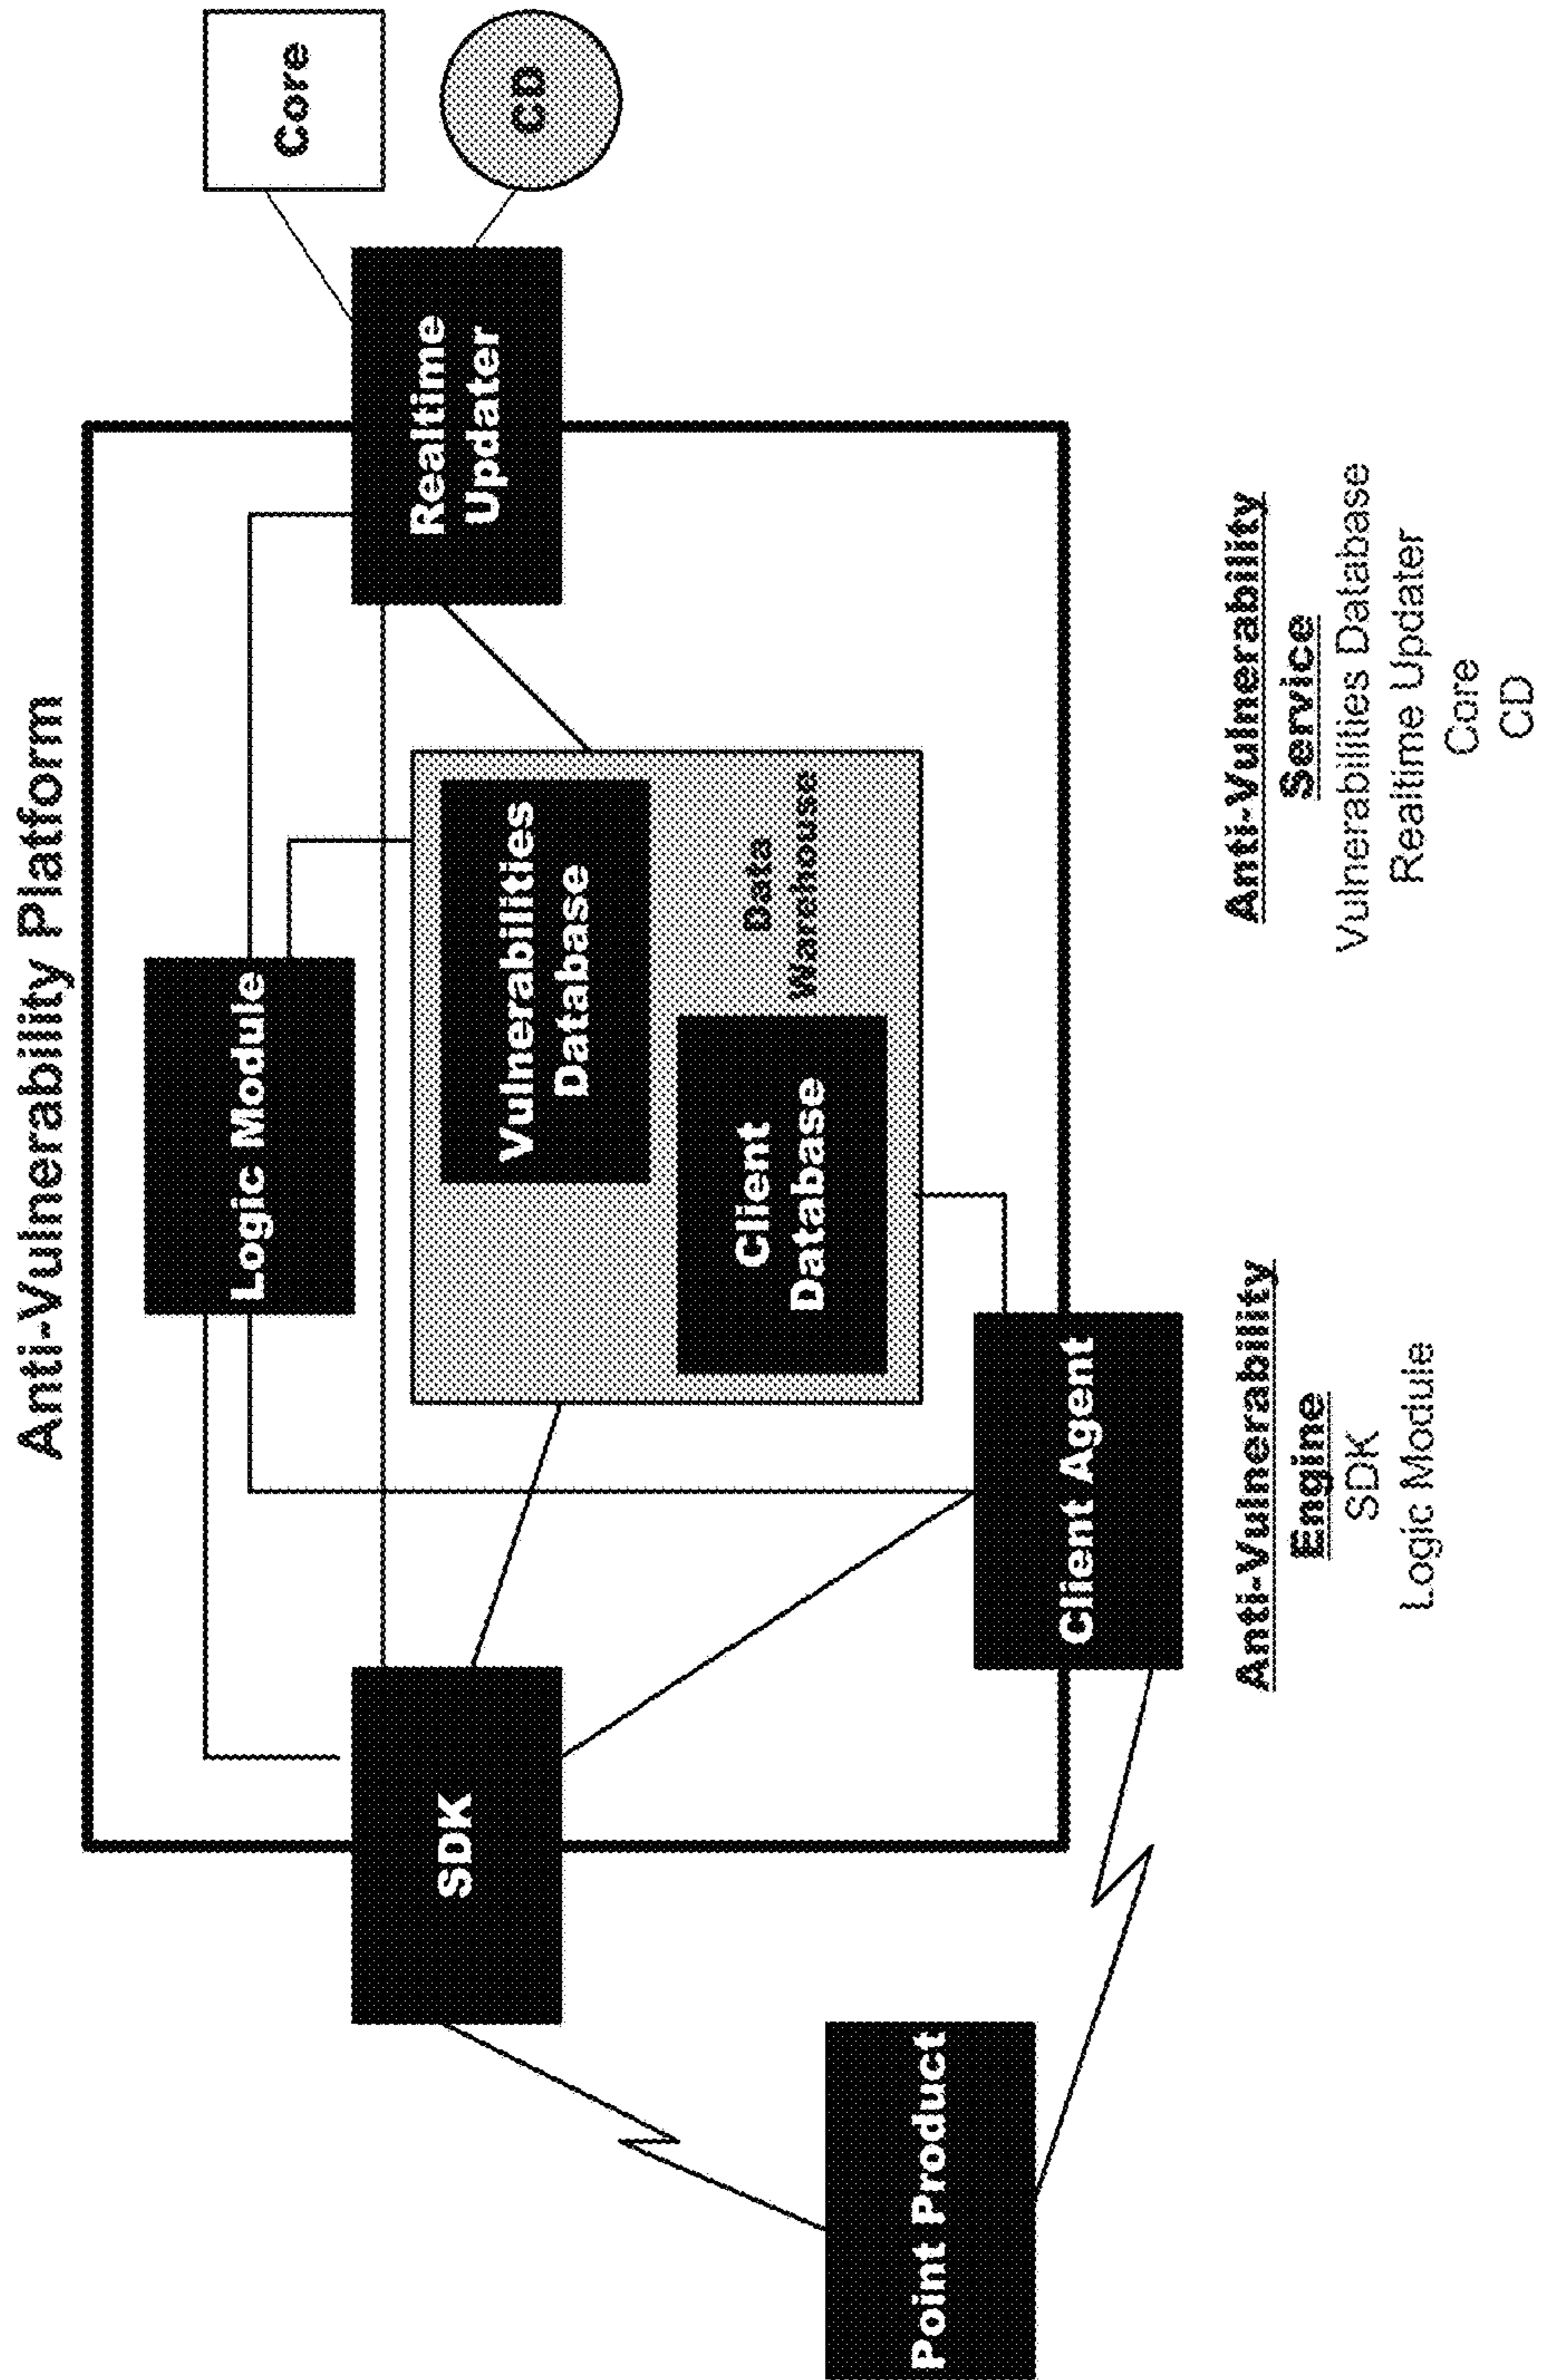 Anti-Vulnerability Platform
Logic Module
Core
SDK
Realtime
Updater
CD
Vulnerabilities
Database
Client
Database
Data
Warehouse
Point Product
Client Agent
Anti-Vulnerability
Engine
SDK
Logic Module
Anti-Vulnerability
Service
Vulnerabilities Database
Realtime Updater
Core
CD